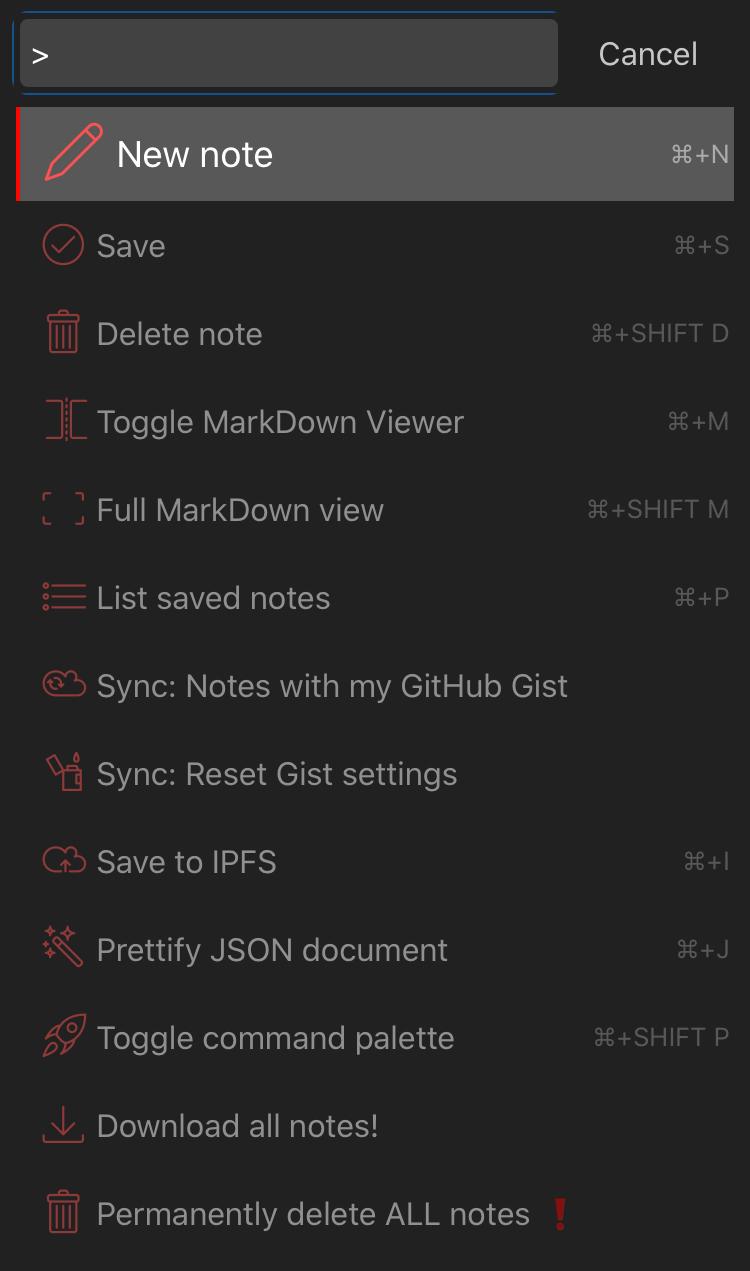 >
Cancel
New note ⌘+N
Save ⌘+S
Delete note ⌘+SHIFT D
Toggle MarkDown Viewer ⌘+M
Full MarkDown view ⌘+SHIFT M
List saved notes ⌘+P
Sync: Notes with my GitHub Gist
Sync: Reset Gist settings
Save to IPFS ⌘+I
Prettify JSON document ⌘+J
Toggle command palette ⌘+SHIFT P
Download all notes!
Permanently delete ALL notes ❗